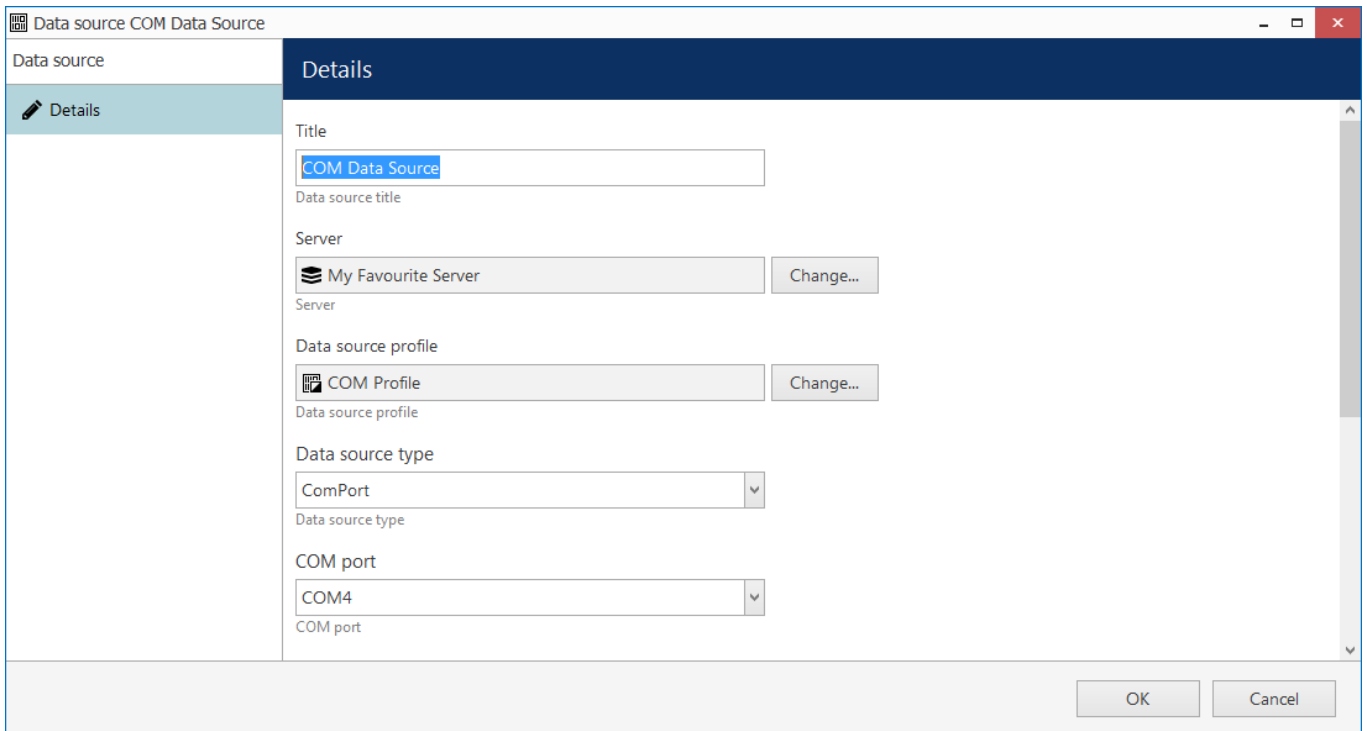 Data source COM Data Source
Data source
Details
Details
Title
COM Data Source
Data source title
Server
My Favourite Server
Change...
Server
Data source profile
COM Profile
Change...
Data source profile
Data source type
ComPort
Data source type
COM port
COM4
COM port
OK
Cancel